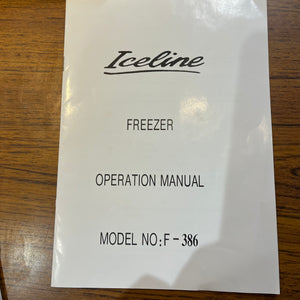 Iceline
FREEZER
OPERATION MANUAL
MODEL NO:F-386